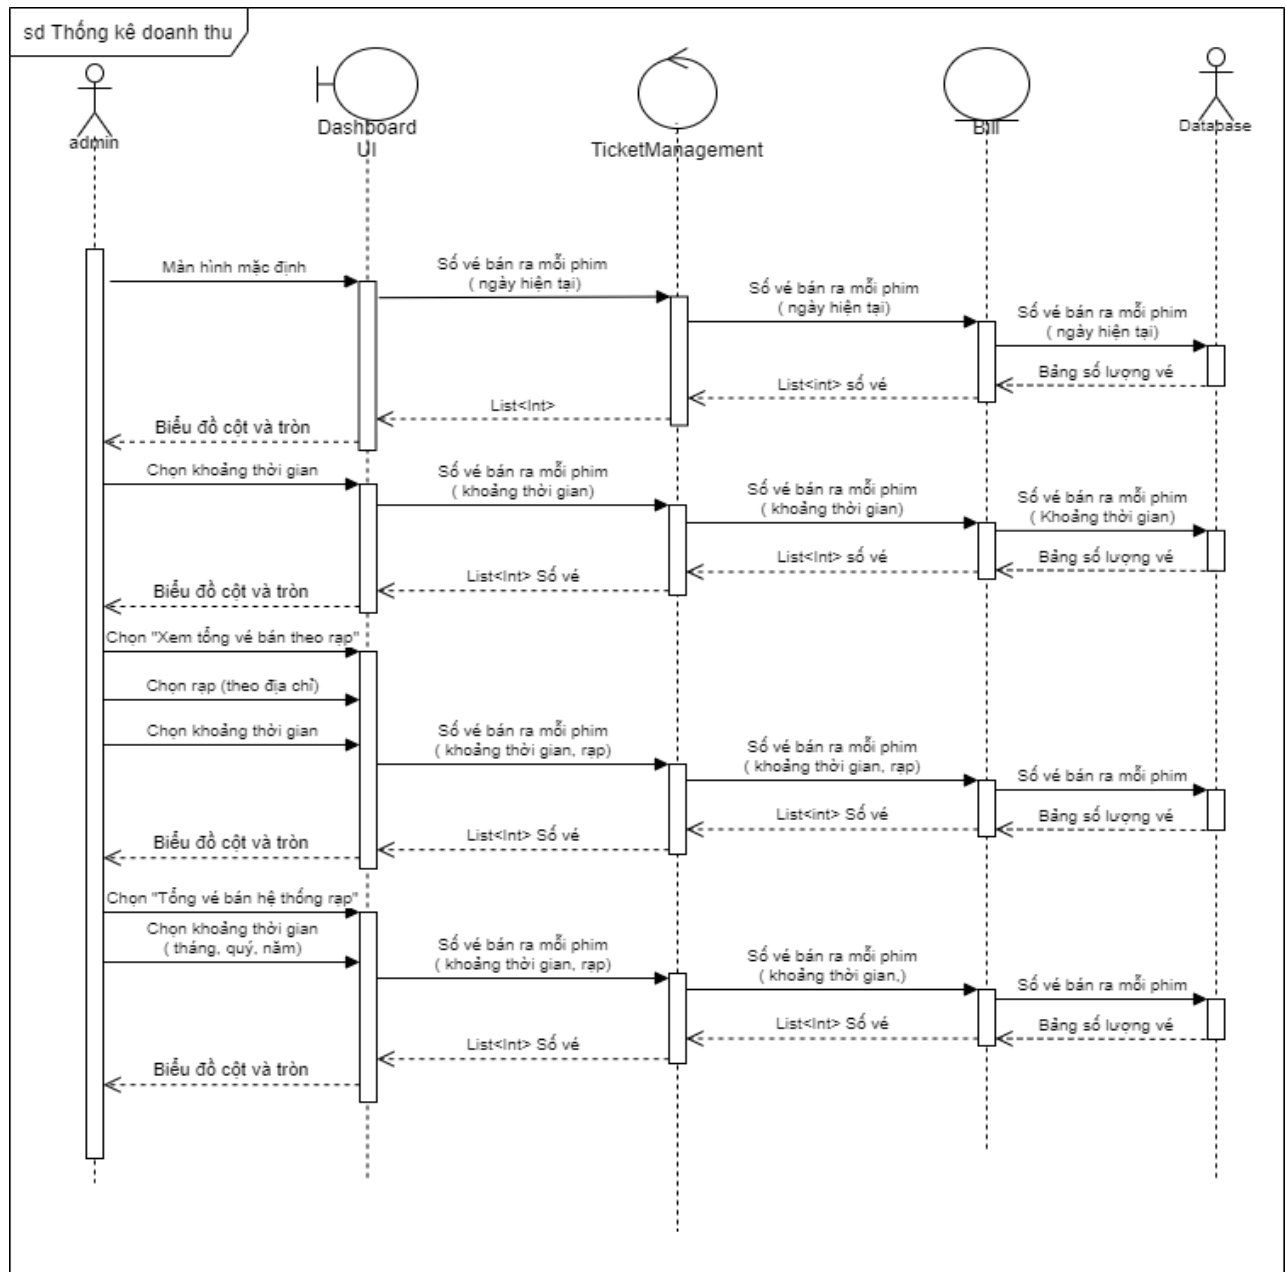 sd Thống kê doanh thu
admin
Dashboard
UI
TicketManagement
Bill
Database
Màn hình mặc định
Số vé bán ra mỗi phim
( ngày hiện tại)
Số vé bán ra mỗi phim
( ngày hiện tại)
Số vé bán ra mỗi phim
( ngày hiện tại)
Bảng số lượng vé
List<int> số vé
List<Int>
Biểu đồ cột và tròn
Chọn khoảng thời gian
Số vé bán ra mỗi phim
( khoảng thời gian)
Số vé bán ra mỗi phim
( khoảng thời gian)
Số vé bán ra mỗi phim
( Khoảng thời gian)
Bảng số lượng vé
List<Int> số vé
List<Int> Số vé
Biểu đồ cột và tròn
Chọn "Xem tổng vé bán theo rạp"
Chọn rạp (theo địa chỉ)
Chọn khoảng thời gian
Số vé bán ra mỗi phim
( khoảng thời gian, rạp)
Số vé bán ra mỗi phim
( khoảng thời gian, rạp)
Số vé bán ra mỗi phim
Bảng số lượng vé
List<int> Số vé
List<Int> Số vé
Biểu đồ cột và tròn
Chọn "Tổng vé bán hệ thống rạp"
Chọn khoảng thời gian
( tháng, quý, năm)
Số vé bán ra mỗi phim
( khoảng thời gian, rạp)
Số vé bán ra mỗi phim
( khoảng thời gian,)
Số vé bán ra mỗi phim
Bảng số lượng vé
List<Int> Số vé
List<Int> Số vé
Biểu đồ cột và tròn